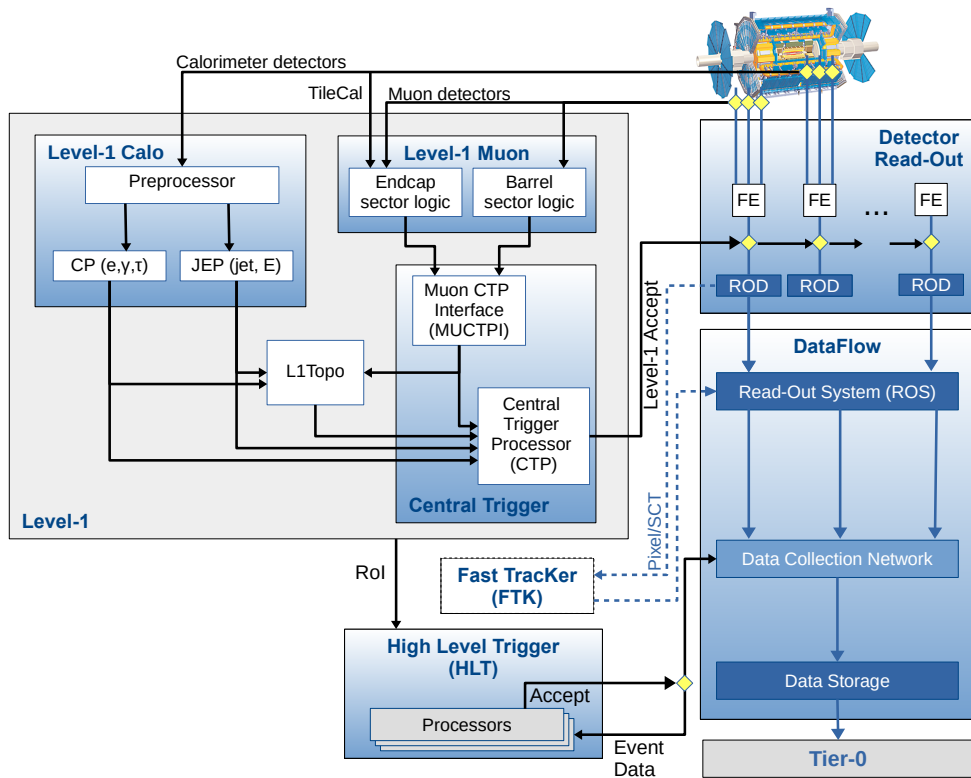 Calorimeter detectors
TileCal
Muon detectors
Detector
Read-Out
Level-1 Calo
Preprocessor
CP (e,γ,τ)
JEP (jet, E)
Level-1 Muon
Endcap
sector logic
Barrel
sector logic
FE
FE
...
FE
ROD
ROD
ROD
Muon CTP
Interface
(MUCTPI)
L1Topo
Central
Trigger
Processor
(CTP)
Central Trigger
Level-1
Level-1 Accept
DataFlow
Read-Out System (ROS)
Pixel/SCT
Data Collection Network
RoI
Fast TracKer
(FTK)
High Level Trigger
(HLT)
Accept
Processors
Event
Data
Data Storage
Tier-0